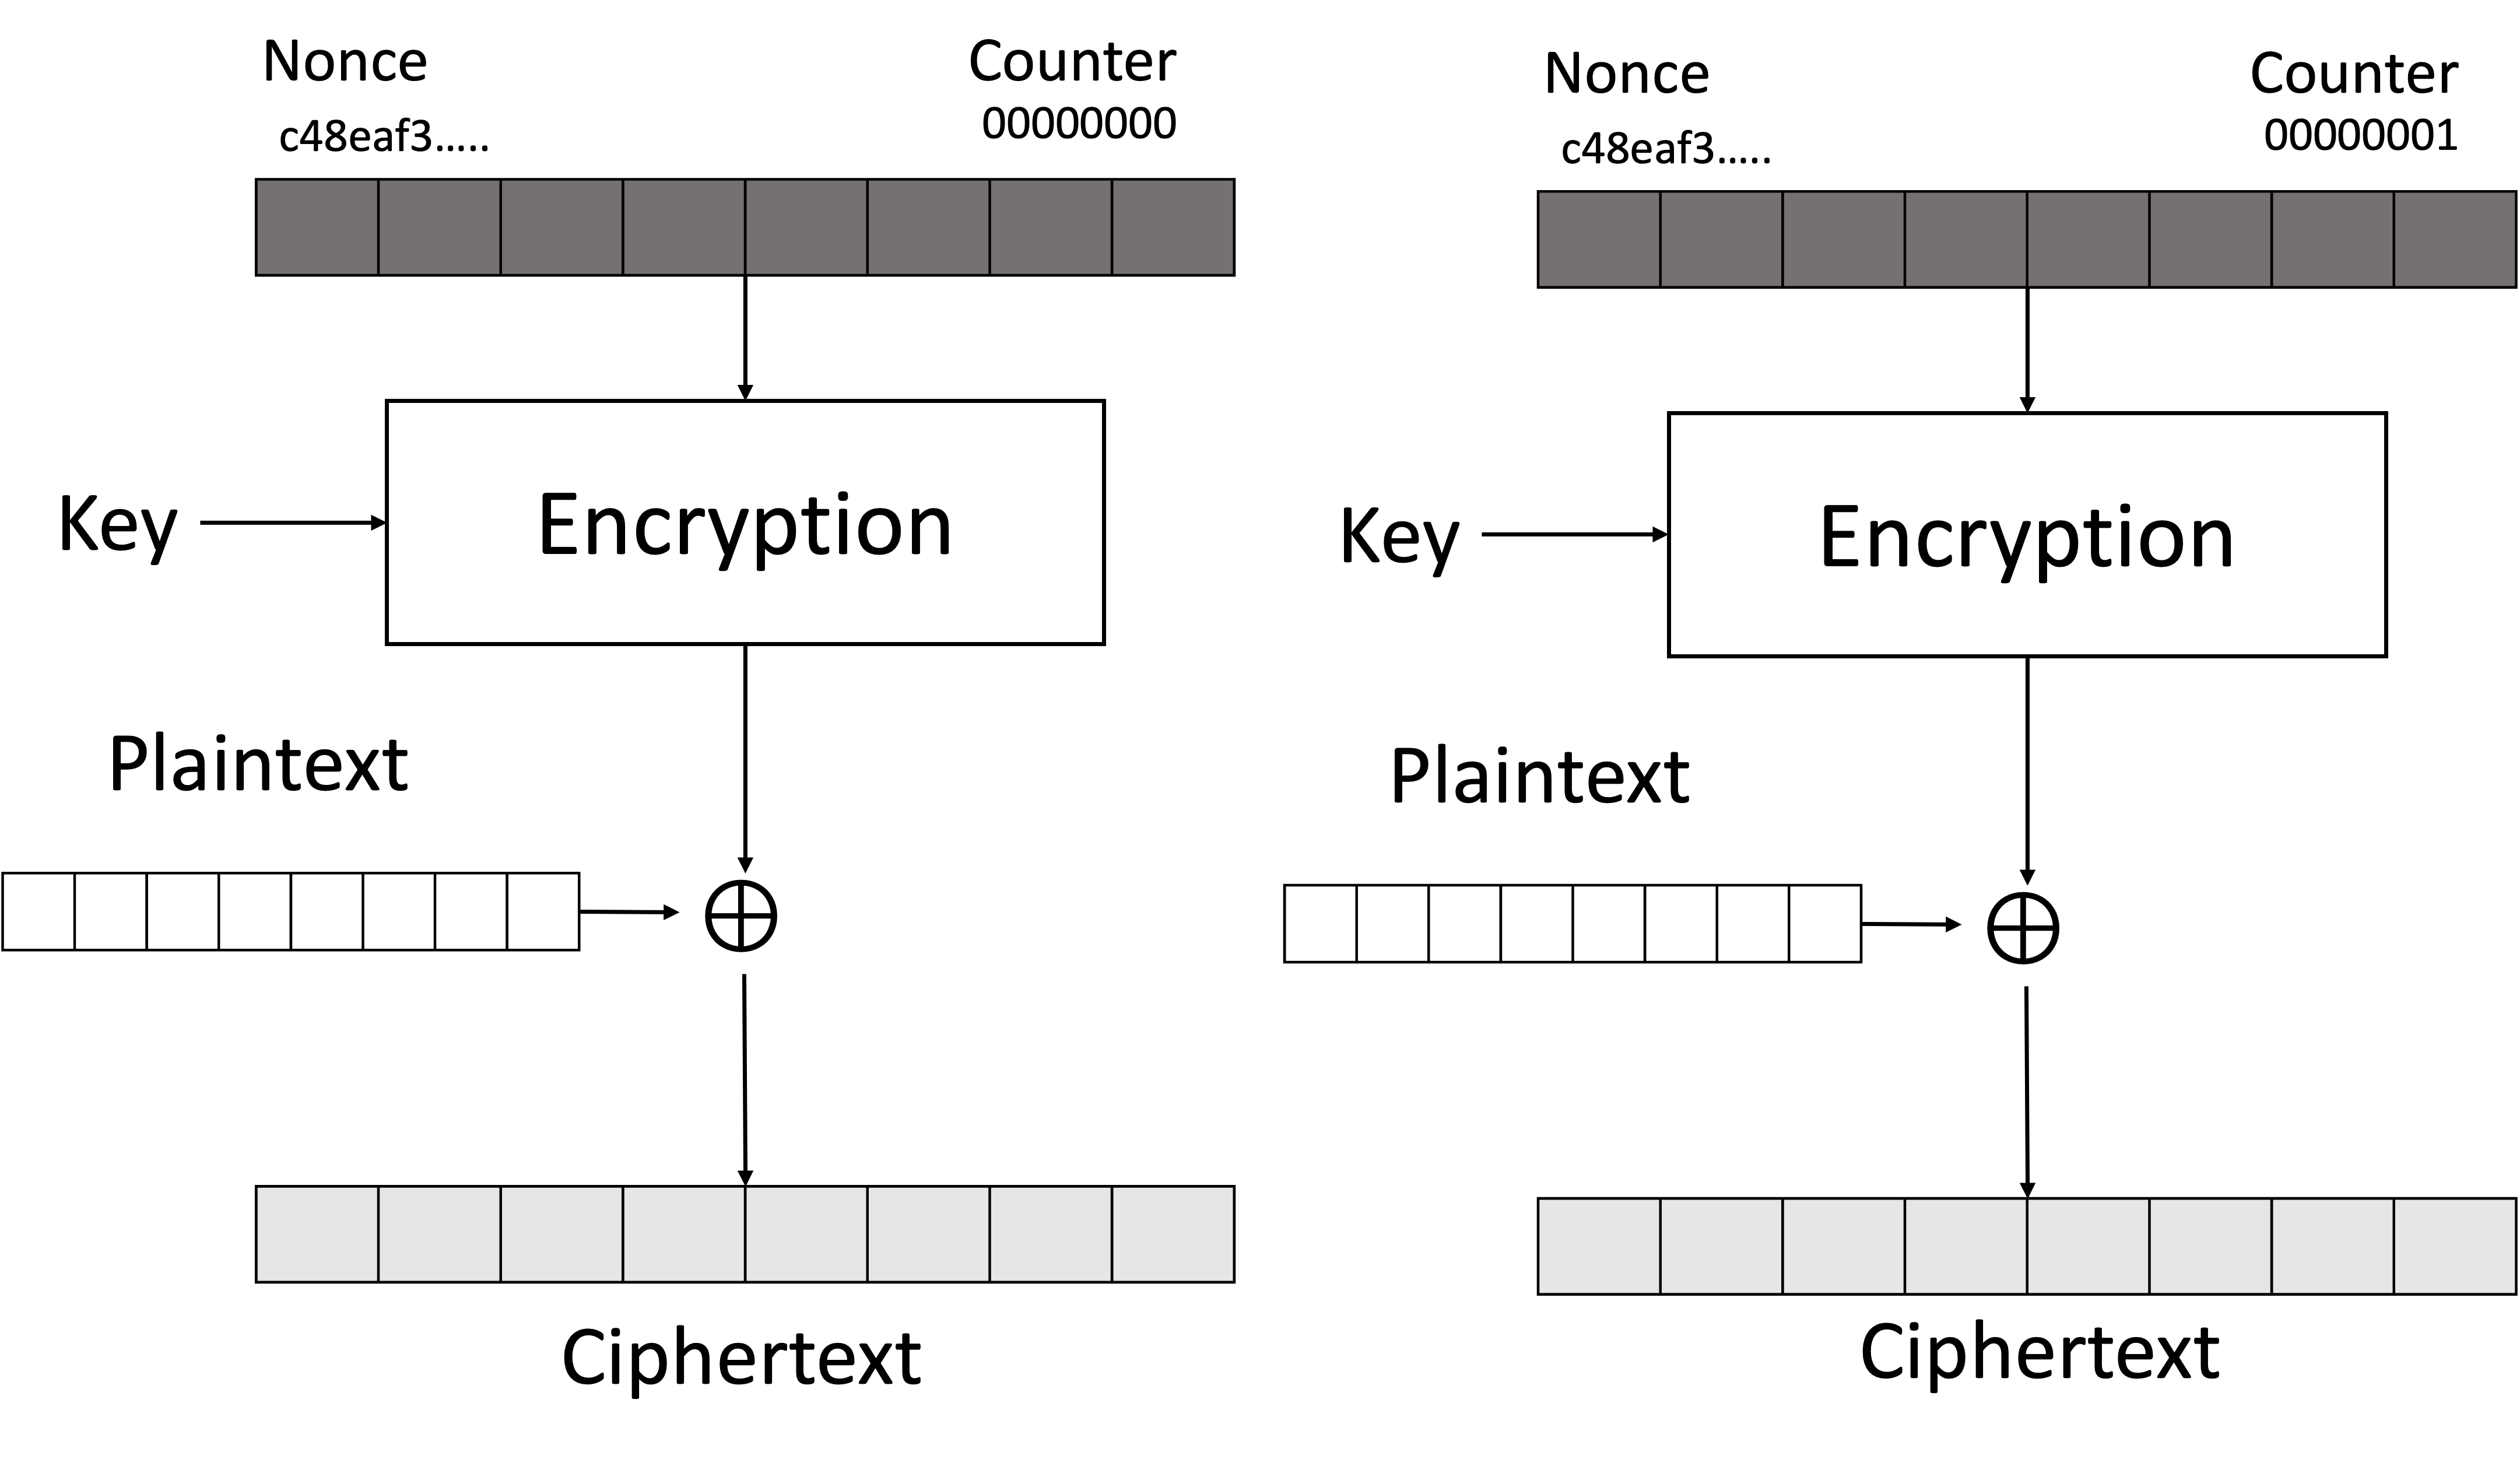 Nonce
c48eaf3.....
Counter
00000000
Key
Encryption
Plaintext
Ciphertext
Nonce
c48eaf3.....
Counter
00000001
Key
Encryption
Plaintext
Ciphertext